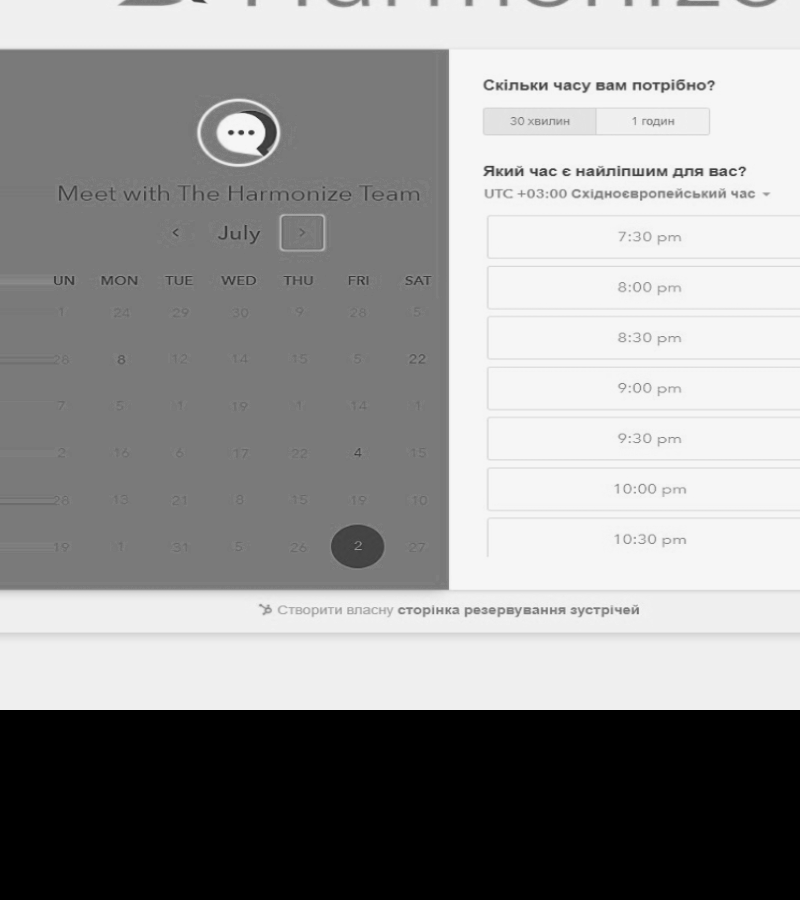 Harmonize
Meet with The Harmonize Team
‹ July ›
UN MON TUE WED THU FRI SAT
1 24 29 30 9 28 5
28 8 12 14 15 5 22
7 5 1 19 1 14 1
2 16 6 17 22 4 15
28 13 21 8 15 19 10
19 1 31 5 26 2 27
Скільки часу вам потрібно?
30 хвилин 1 годин
Який час є найліпшим для вас?
UTC +03:00 Східноєвропейський час
7:30 pm
8:00 pm
8:30 pm
9:00 pm
9:30 pm
10:00 pm
10:30 pm
Створити власну сторінка резервування зустрічей